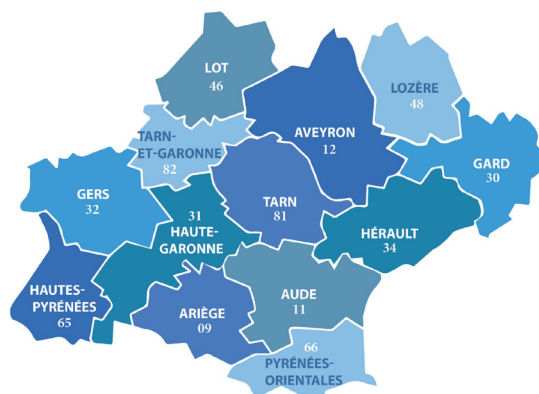 LOT
46
LOZÈRE
48
AVEYRON
12
TARN-
ET-GARONNE
82
GARD
30
GERS
32
TARN
81
31
HAUTE-
GARONNE
HÉRAULT
34
HAUTES-
PYRÉNÉES
65
ARIÈGE
09
AUDE
11
66
PYRÉNÉES-
ORIENTALES